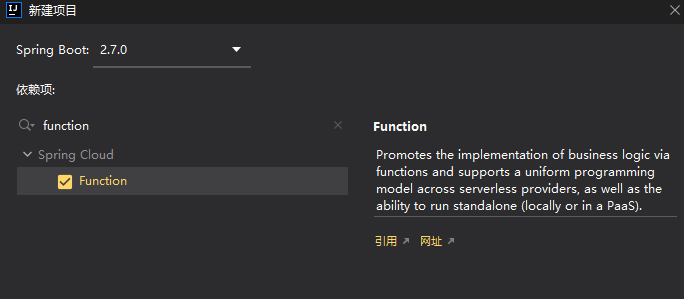 新建项目
Spring Boot: 2.7.0
依赖项:
function
Spring Cloud
Function
Function
Promotes the implementation of business logic via
functions and supports a uniform programming
model across serverless providers, as well as the
ability to run standalone (locally or in a PaaS).
引用 网址